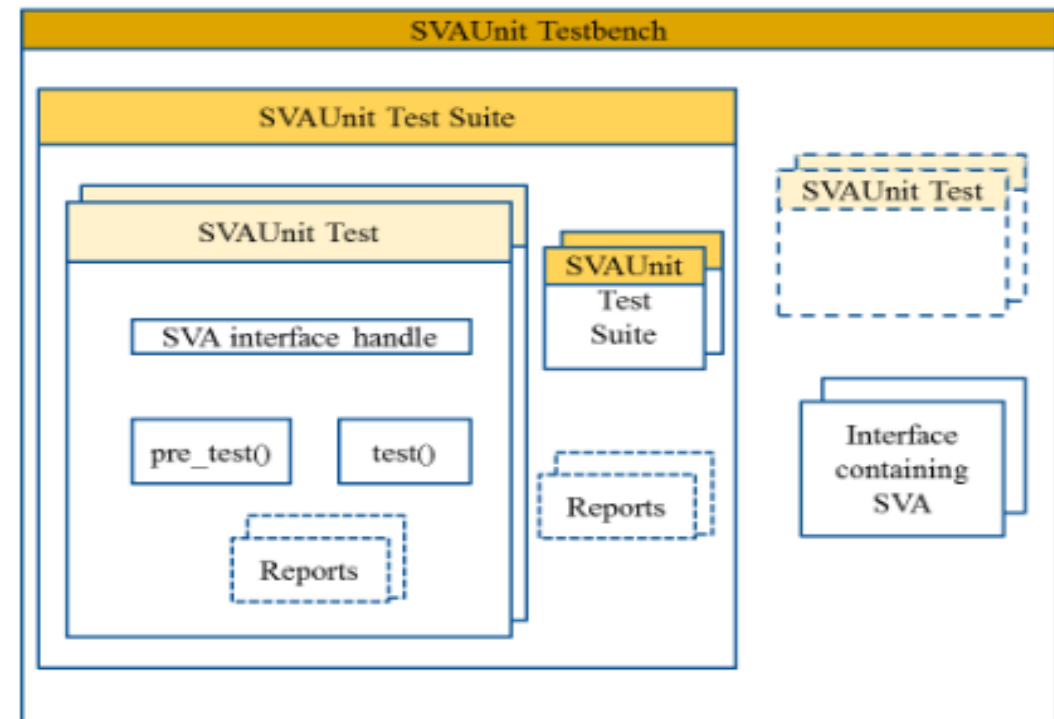 SVAUnit Testbench
SVAUnit Test Suite
SVAUnit Test
SVA interface handle
pre_test()
test()
Reports
SVAUnit
Test
Suite
Reports
SVAUnit Test
Interface
containing
SVA